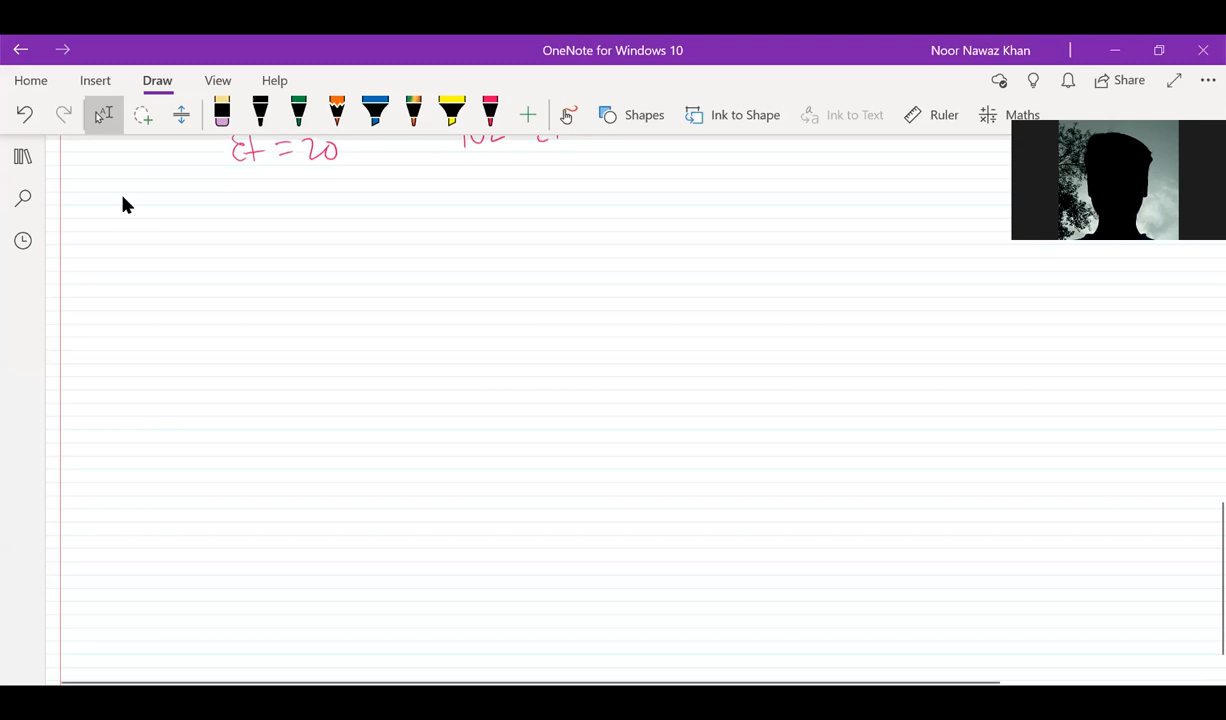 OneNote for Windows 10
Noor Nawaz Khan
Home Insert Draw View Help
Share
Shapes Ink to Shape Ink to Text Ruler Maths
Ɛf = 20